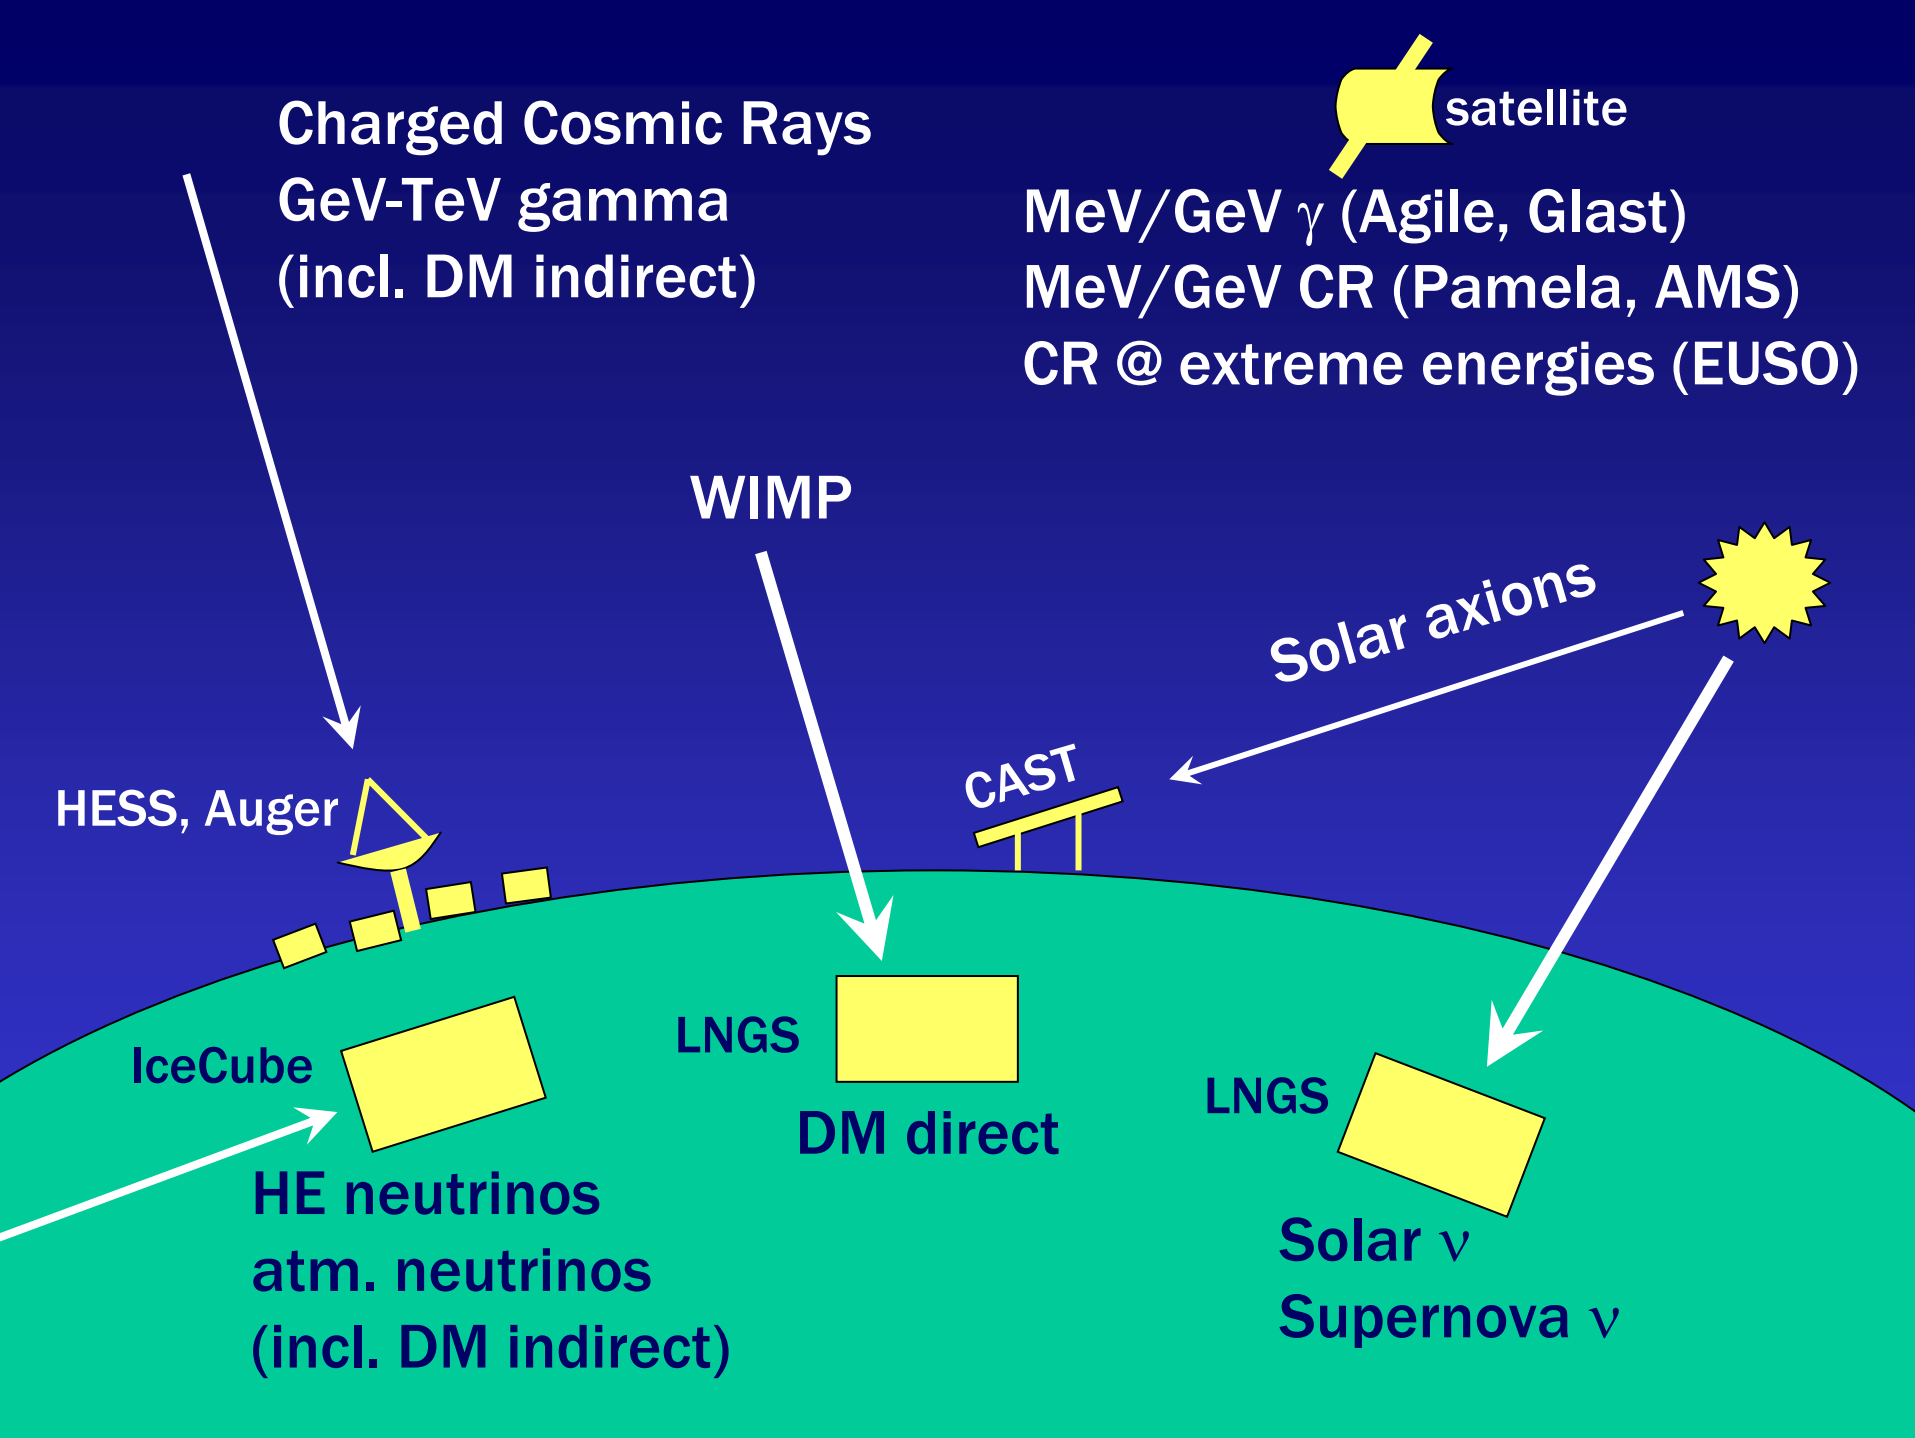 Charged Cosmic Rays
GeV-TeV gamma
(incl. DM indirect)
satellite
MeV/GeV γ (Agile, Glast)
MeV/GeV CR (Pamela, AMS)
CR @ extreme energies (EUSO)
WIMP
Solar axions
CAST
HESS, Auger
IceCube
LNGS
LNGS
DM direct
HE neutrinos
atm. neutrinos
(incl. DM indirect)
Solar ν
Supernova ν